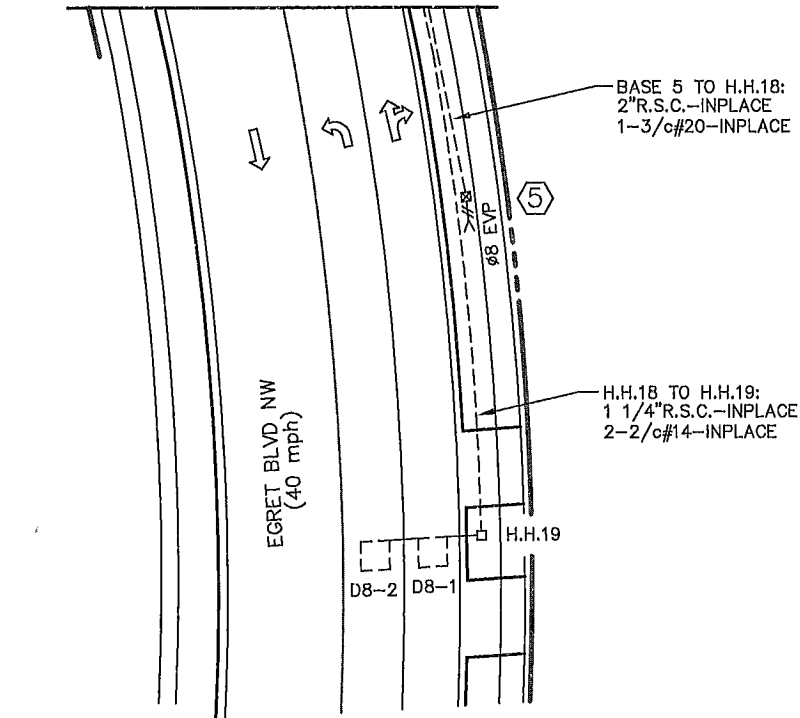 BASE 5 TO H.H.18:
2"R.S.C.-INPLACE
1-3/c#20-INPLACE
5
ø8 EVP
H.H.18 TO H.H.19:
1 1/4"R.S.C.-INPLACE
2-2/c#14-INPLACE
EGRET BLVD NW
(40 mph)
H.H.19
D8-2
D8-1